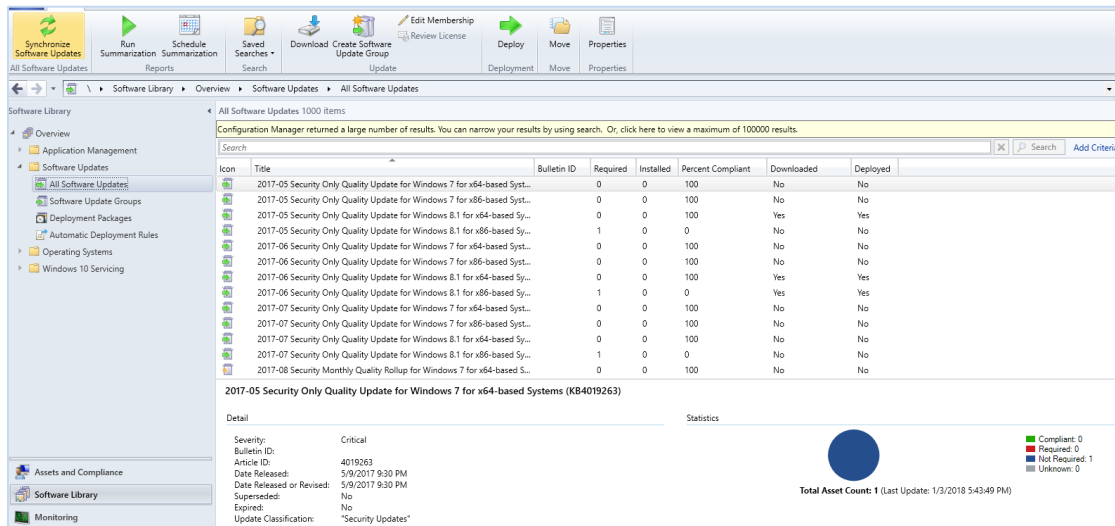 Synchronize Software Updates
Run Summarization
Schedule Summarization
Saved Searches
Download
Create Software Update Group
Edit Membership
Review License
Deploy
Move
Properties
All Software Updates
Reports
Search
Update
Deployment
Move
Properties
\ Software Library Overview Software Updates All Software Updates
Software Library
Overview
Application Management
Software Updates
All Software Updates
Software Update Groups
Deployment Packages
Automatic Deployment Rules
Operating Systems
Windows 10 Servicing
Assets and Compliance
Software Library
Monitoring
All Software Updates 1000 items
Configuration Manager returned a large number of results. You can narrow your results by using search. Or, click here to view a maximum of 100000 results.
Search Search Add Criteria
Icon Title Bulletin ID Required Installed Percent Compliant Downloaded Deployed
2017-05 Security Only Quality Update for Windows 7 for x64-based Syst... 0 0 100 No No
2017-05 Security Only Quality Update for Windows 7 for x86-based Syst... 0 0 100 No No
2017-05 Security Only Quality Update for Windows 8.1 for x64-based Sy... 0 0 100 Yes Yes
2017-05 Security Only Quality Update for Windows 8.1 for x86-based Sy... 1 0 0 No No
2017-06 Security Only Quality Update for Windows 7 for x64-based Syst... 0 0 100 No No
2017-06 Security Only Quality Update for Windows 7 for x86-based Syst... 0 0 100 No No
2017-06 Security Only Quality Update for Windows 8.1 for x64-based Sy... 0 0 100 Yes Yes
2017-06 Security Only Quality Update for Windows 8.1 for x86-based Sy... 1 0 0 Yes Yes
2017-07 Security Only Quality Update for Windows 7 for x64-based Syst... 0 0 100 No No
2017-07 Security Only Quality Update for Windows 7 for x86-based Syst... 0 0 100 No No
2017-07 Security Only Quality Update for Windows 8.1 for x64-based Sy... 0 0 100 No No
2017-07 Security Only Quality Update for Windows 8.1 for x86-based Sy... 1 0 0 No No
2017-08 Security Monthly Quality Rollup for Windows 7 for x64-based S... 0 0 100 No No
2017-05 Security Only Quality Update for Windows 7 for x64-based Systems (KB4019263)
Detail
Severity: Critical
Bulletin ID:
Article ID: 4019263
Date Released: 5/9/2017 9:30 PM
Date Released or Revised: 5/9/2017 9:30 PM
Superseded: No
Expired: No
Update Classification: "Security Updates"
Statistics
Compliant: 0
Required: 0
Not Required: 1
Unknown: 0
Total Asset Count: 1 (Last Update: 1/3/2018 5:43:49 PM)